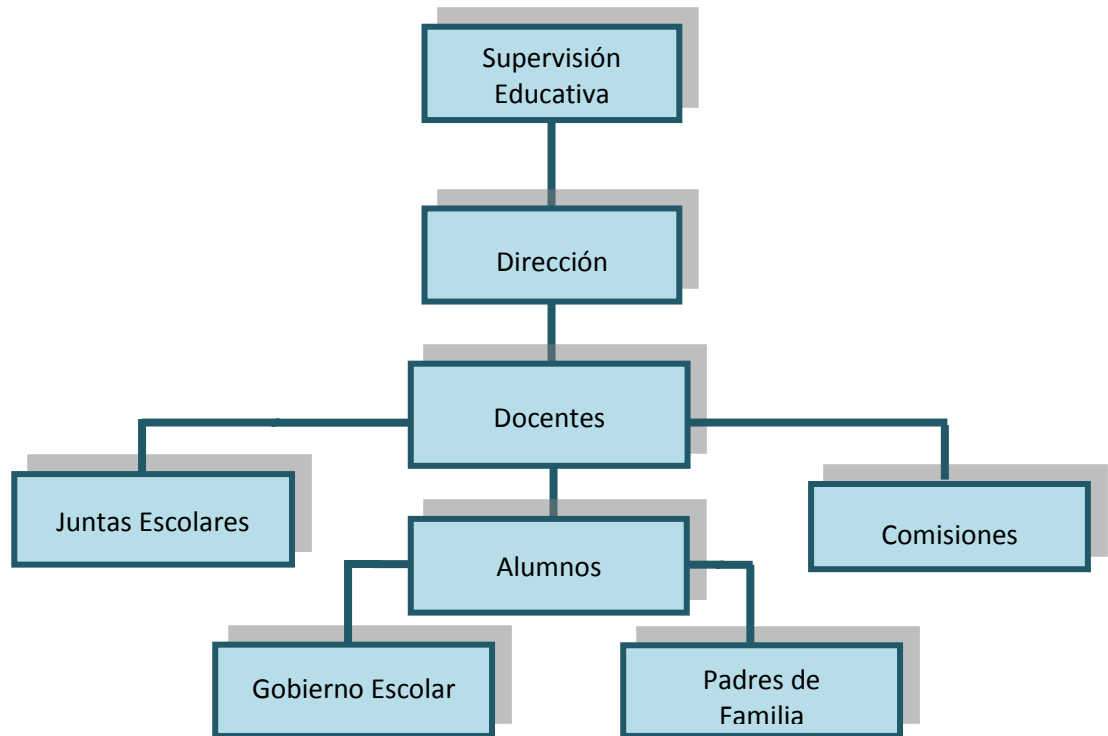 Supervisión
Educativa
Dirección
Docentes
Juntas Escolares
Comisiones
Alumnos
Gobierno Escolar
Padres de
Familia